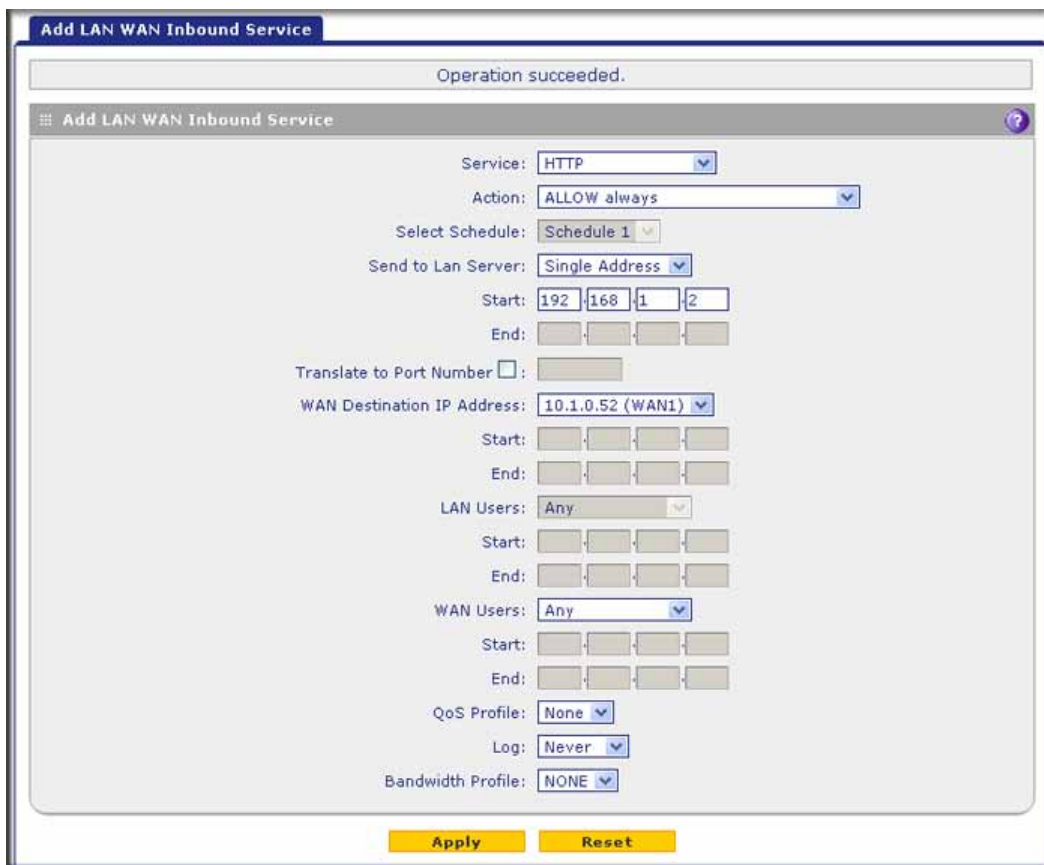 Add LAN WAN Inbound Service
Operation succeeded.
Add LAN WAN Inbound Service
?
Service: HTTP
Action: ALLOW always
Select Schedule: Schedule 1
Send to Lan Server: Single Address
Start: 192 . 168 . 1 . 2
End: . . .
Translate to Port Number :
WAN Destination IP Address: 10.1.0.52 (WAN1)
Start: . . .
End: . . .
LAN Users: Any
Start: . . .
End: . . .
WAN Users: Any
Start: . . .
End: . . .
QoS Profile: None
Log: Never
Bandwidth Profile: NONE
Apply Reset